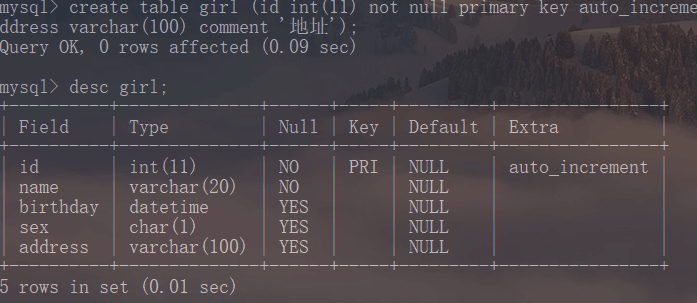 mysql> create table girl (id int(11) not null primary key auto_increme
ddress varchar(100) comment '地址');
Query OK, 0 rows affected (0.09 sec)
mysql> desc girl;
+----------+--------------+------+-----+---------+----------------+
| Field | Type | Null | Key | Default | Extra |
+----------+--------------+------+-----+---------+----------------+
| id | int(11) | NO | PRI | NULL | auto_increment |
| name | varchar(20) | NO | | NULL | |
| birthday | datetime | YES | | NULL | |
| sex | char(1) | YES | | NULL | |
| address | varchar(100) | YES | | NULL | |
+----------+--------------+------+-----+---------+----------------+
5 rows in set (0.01 sec)